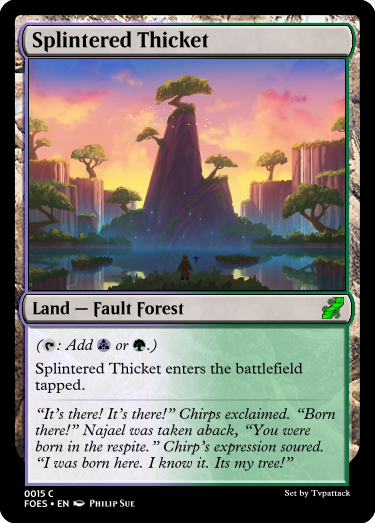 Splintered Thicket
Land — Fault Forest
(: Add  or .)
Splintered Thicket enters the battlefield
tapped.
“It’s there! It’s there!” Chirps exclaimed. “Born
there!” Najael was taken aback, “You were
born in the respite.” Chirp’s expression soured.
“I was born here. I know it. Its my tree!”
0015 C
Set by Tvpattack
FOES • EN Philip Sue